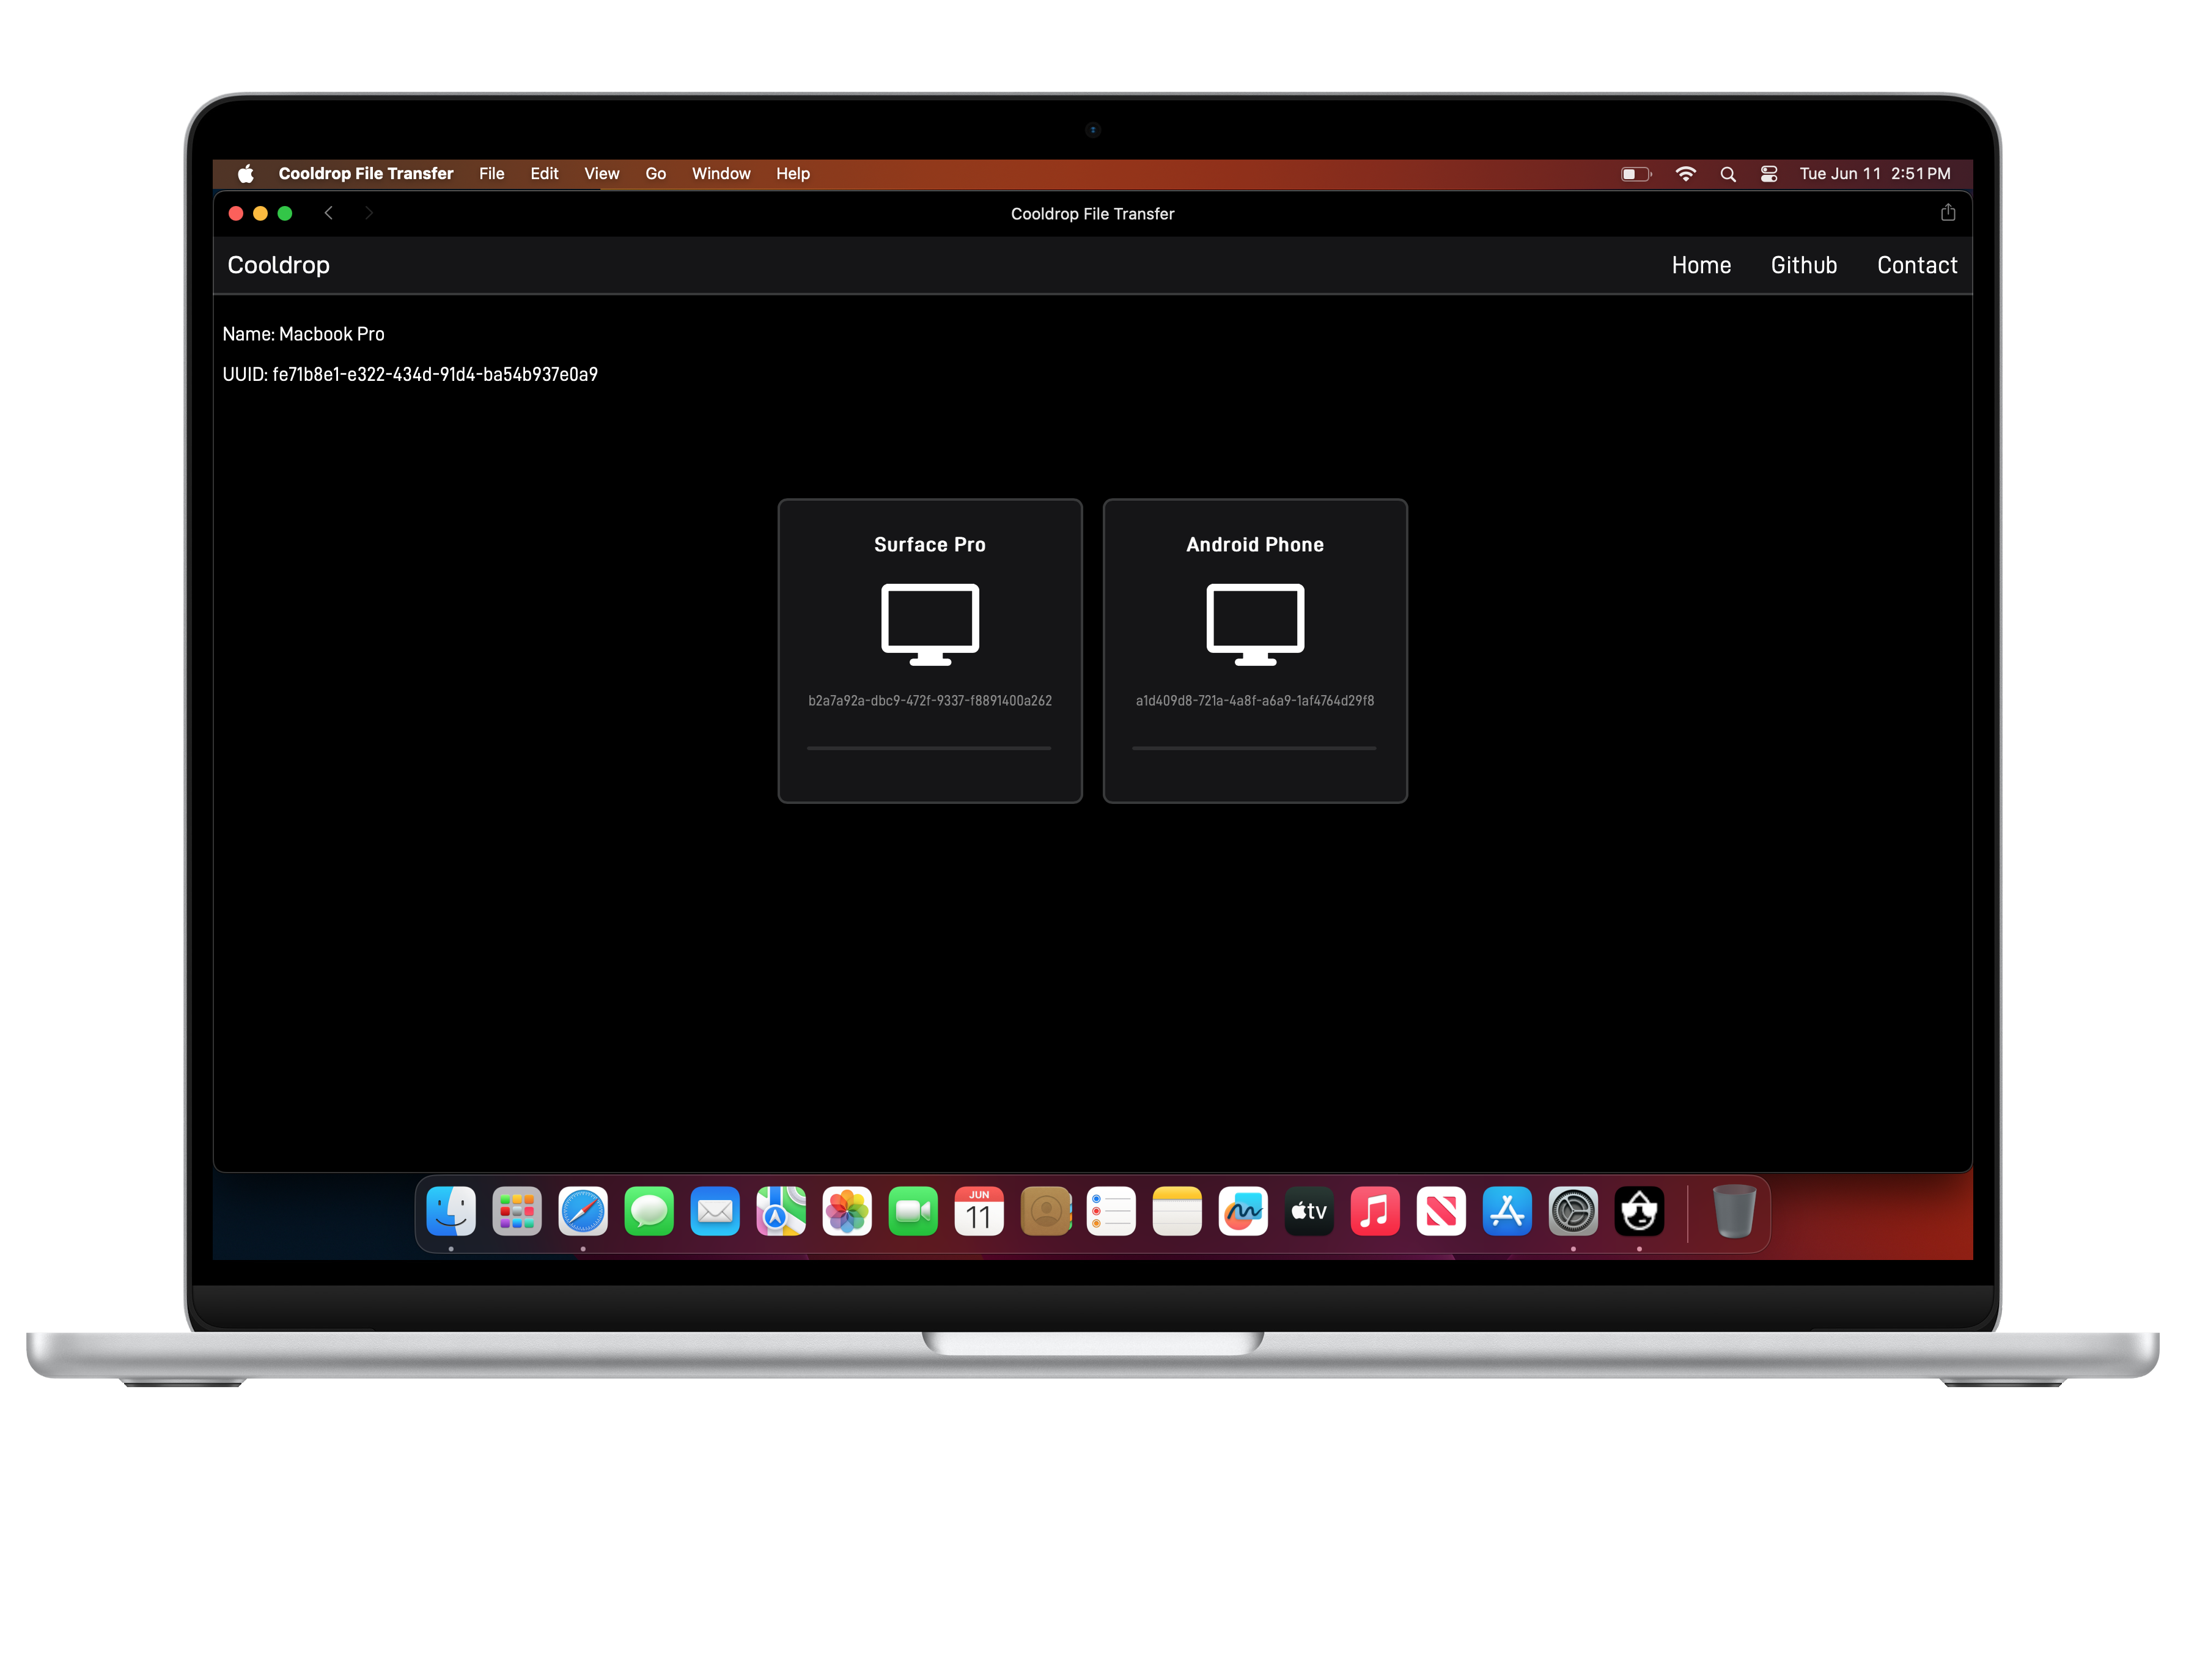 Cooldrop File Transfer File Edit View Go Window Help Tue Jun 11 2:51 PM
Cooldrop File Transfer
Cooldrop Home Github Contact
Name: Macbook Pro
UUID: fe71b8e1-e322-434d-91d4-ba54b937e0a9
Surface Pro Android Phone
b2a7a92a-dbc9-472f-9337-f8891400a262 a1d409d8-721a-4a8f-a6a9-1af4764d29f8
JUN
11
tv